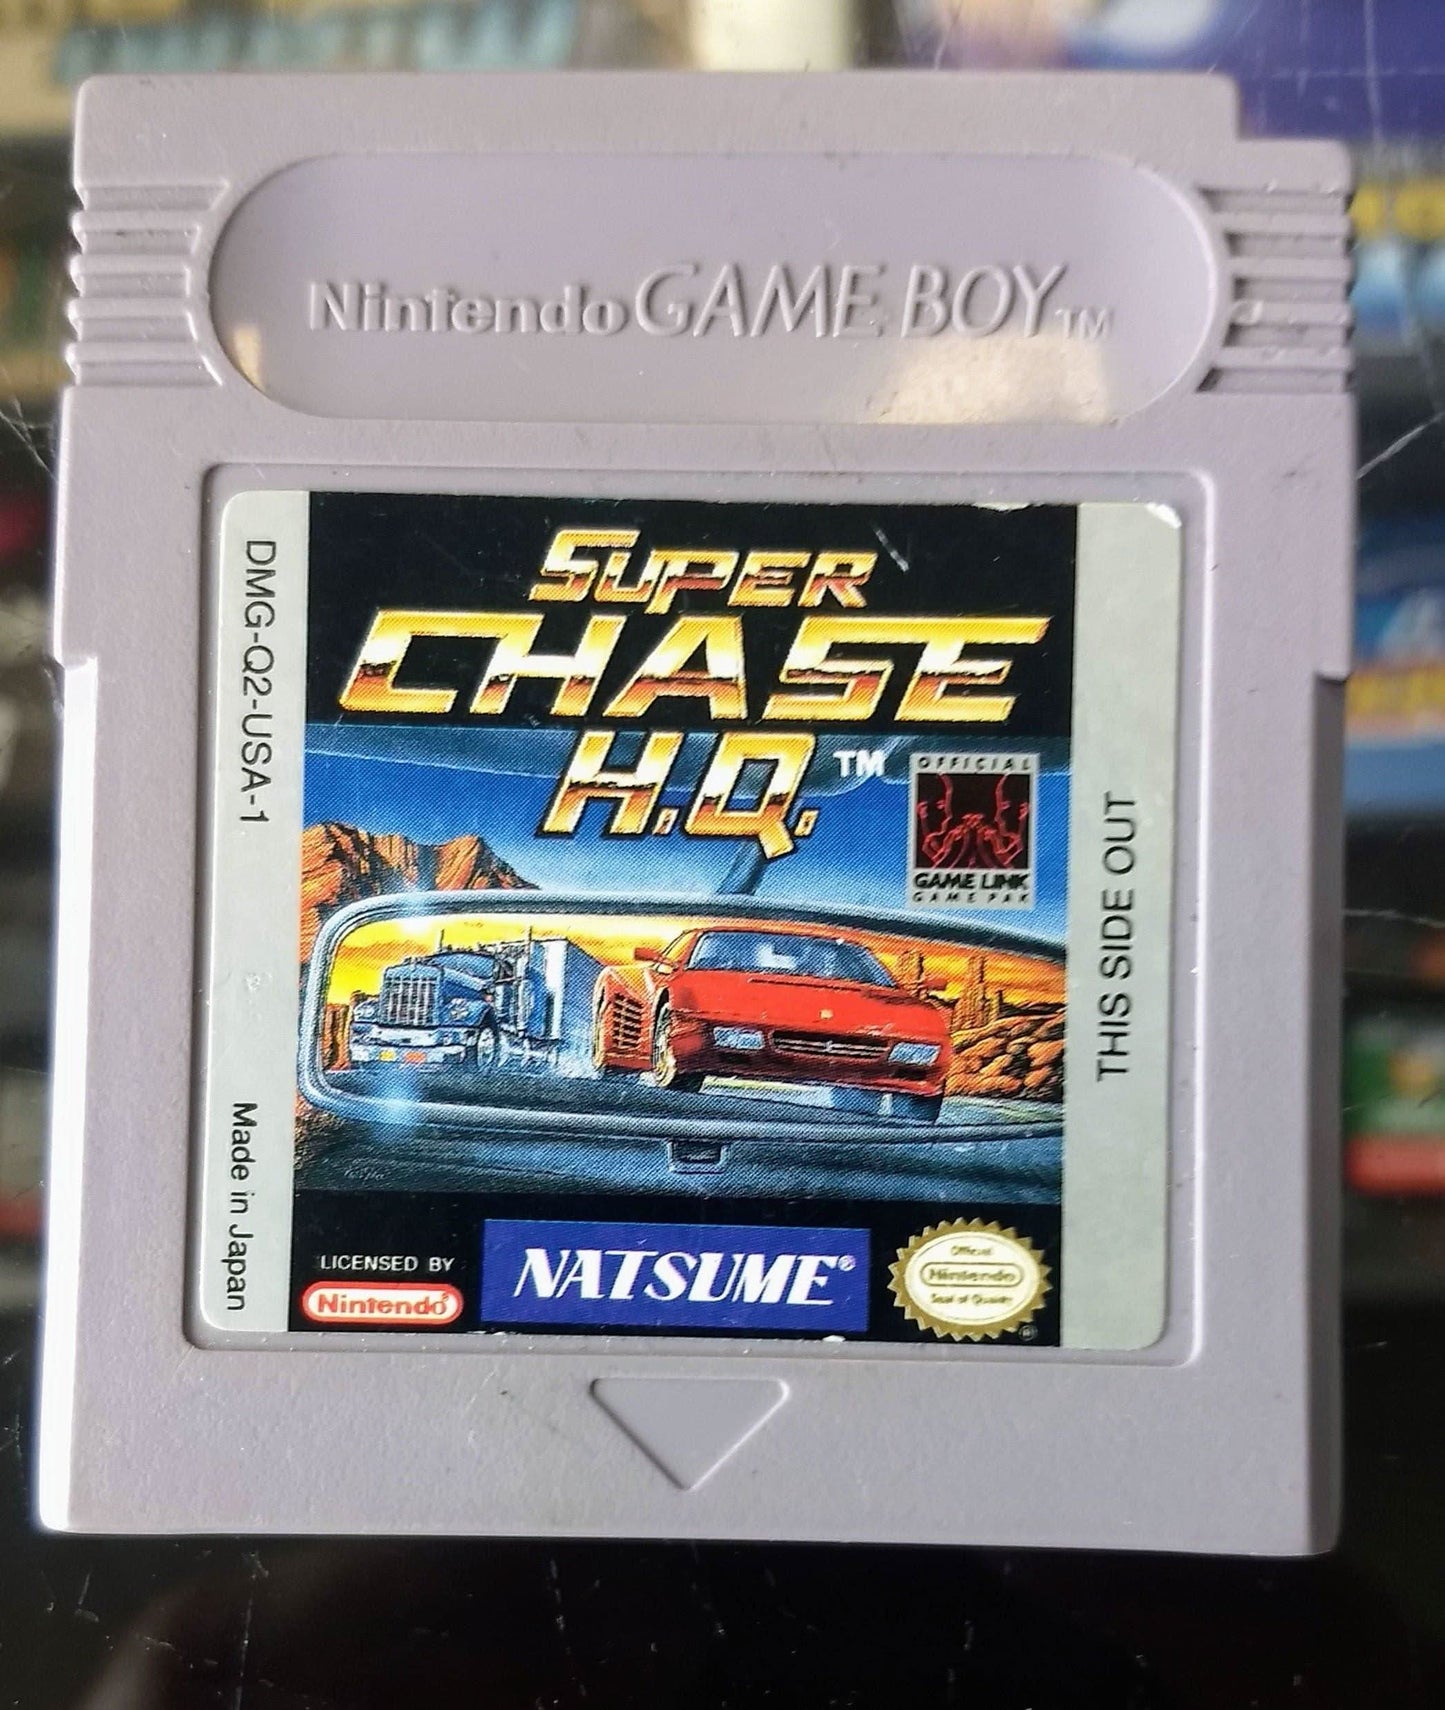 Nintendo GAME BOY™
DMG-Q2-USA-1
Made in Japan
SUPER
CHASE
H.Q.™
OFFICIAL
GAME LINK
GAME PAK
THIS SIDE OUT
LICENSED BY
Nintendo®
NATSUME®
Official
Nintendo
Seal of Quality
®